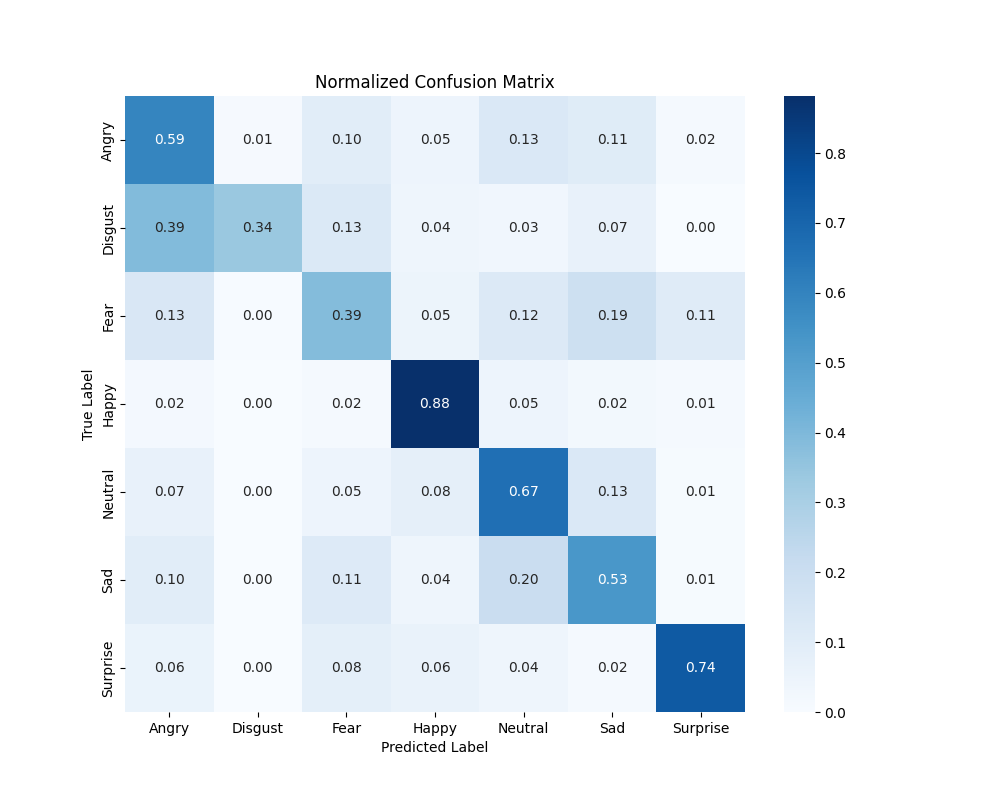 Normalized Confusion Matrix
True Label
Angry 0.59 0.01 0.10 0.05 0.13 0.11 0.02
Disgust 0.39 0.34 0.13 0.04 0.03 0.07 0.00
Fear 0.13 0.00 0.39 0.05 0.12 0.19 0.11
Happy 0.02 0.00 0.02 0.88 0.05 0.02 0.01
Neutral 0.07 0.00 0.05 0.08 0.67 0.13 0.01
Sad 0.10 0.00 0.11 0.04 0.20 0.53 0.01
Surprise 0.06 0.00 0.08 0.06 0.04 0.02 0.74
Angry Disgust Fear Happy Neutral Sad Surprise
Predicted Label
0.8
0.7
0.6
0.5
0.4
0.3
0.2
0.1
0.0